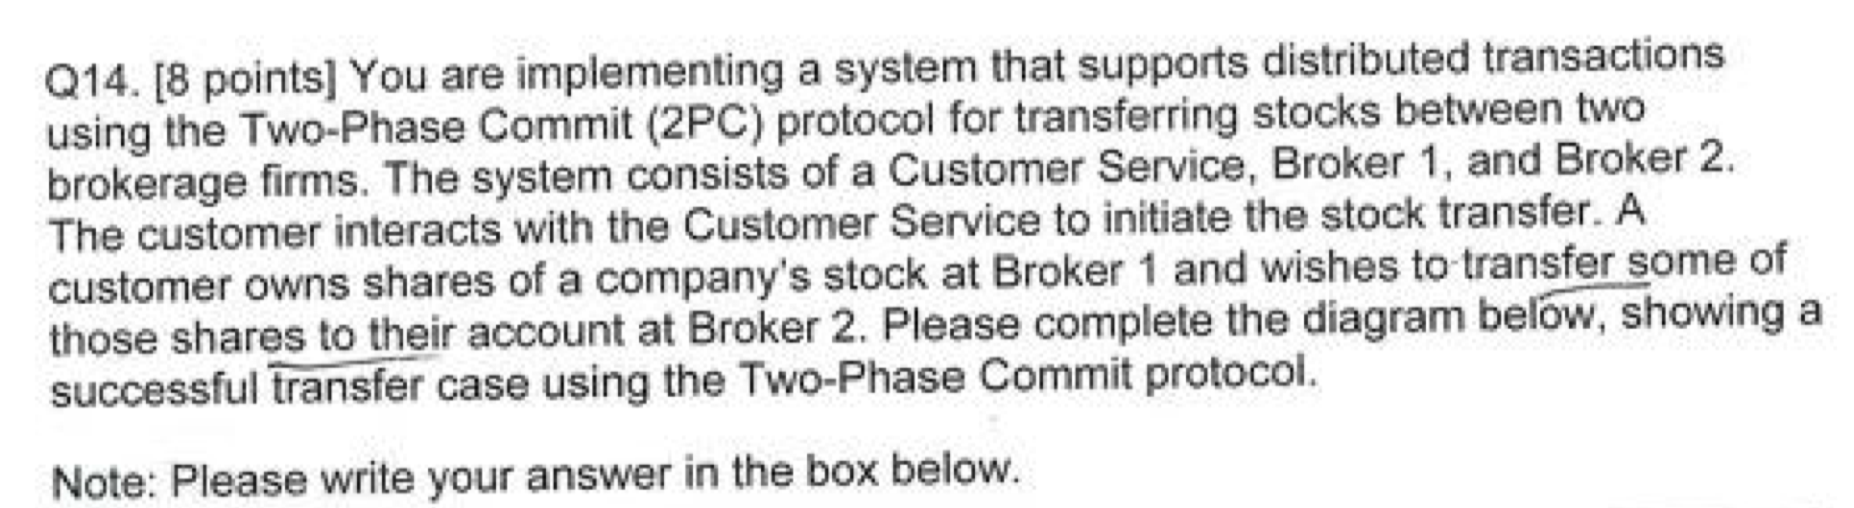 Q14. [8 points] You are implementing a system that supports distributed transactions
using the Two-Phase Commit (2PC) protocol for transferring stocks between two
brokerage firms. The system consists of a Customer Service, Broker 1, and Broker 2.
The customer interacts with the Customer Service to initiate the stock transfer. A
customer owns shares of a company's stock at Broker 1 and wishes to transfer some of
those shares to their account at Broker 2. Please complete the diagram below, showing a
successful transfer case using the Two-Phase Commit protocol.
Note: Please write your answer in the box below.